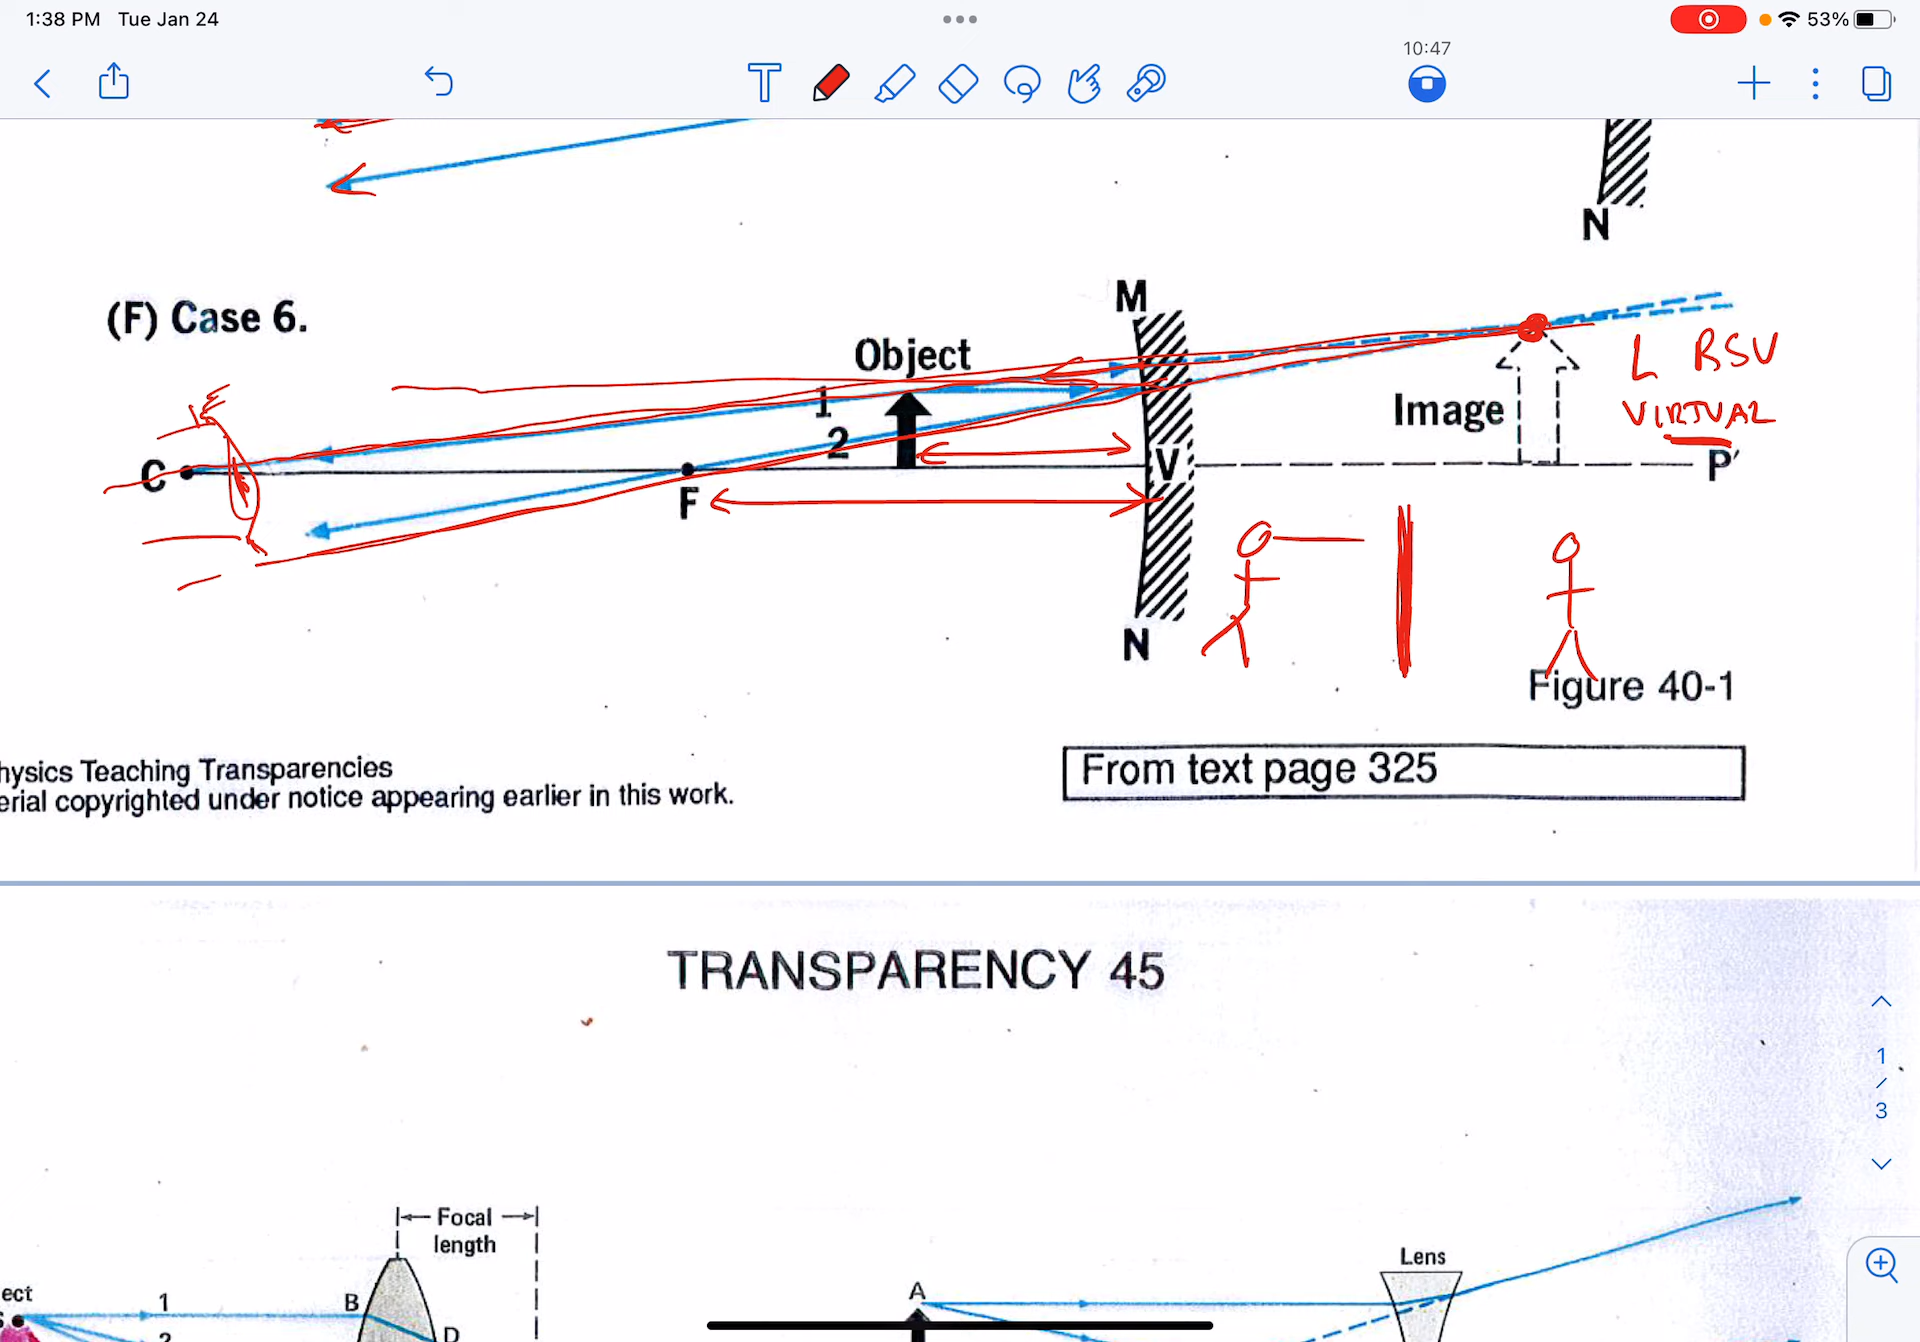 1:38 PM Tue Jan 24
53%
10:47
N
(F) Case 6.
M
Object
1
2
C
F
V
Image
P′
L RSV
VIRTUAL
N
Figure 40-1
hysics Teaching Transparencies
erial copyrighted under notice appearing earlier in this work.
From text page 325
TRANSPARENCY 45
1
/
3
Focal
length
Lens
ect
1
B
A
2
D